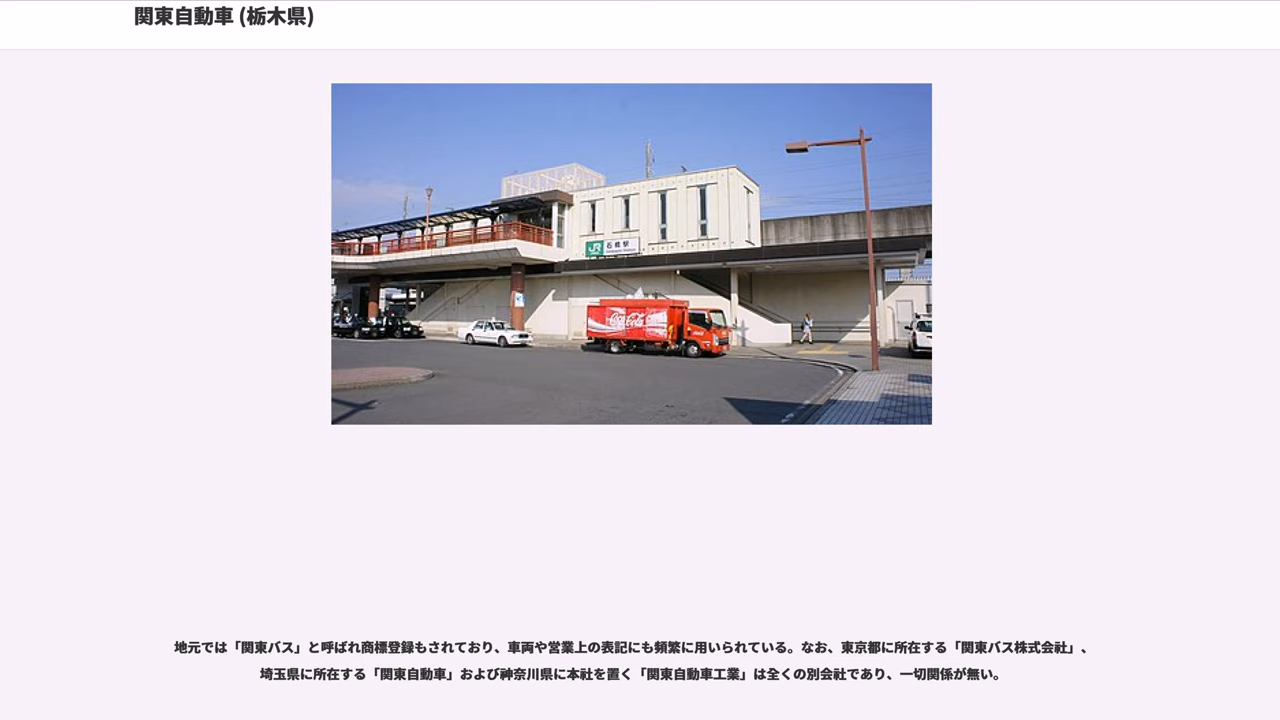 関東自動車 (栃木県)
JR 石橋駅
Coca-Cola
地元では「関東バス」と呼ばれ商標登録もされており、車両や営業上の表記にも頻繁に用いられている。なお、東京都に所在する「関東バス株式会社」、
埼玉県に所在する「関東自動車」および神奈川県に本社を置く「関東自動車工業」は全くの別会社であり、一切関係が無い。